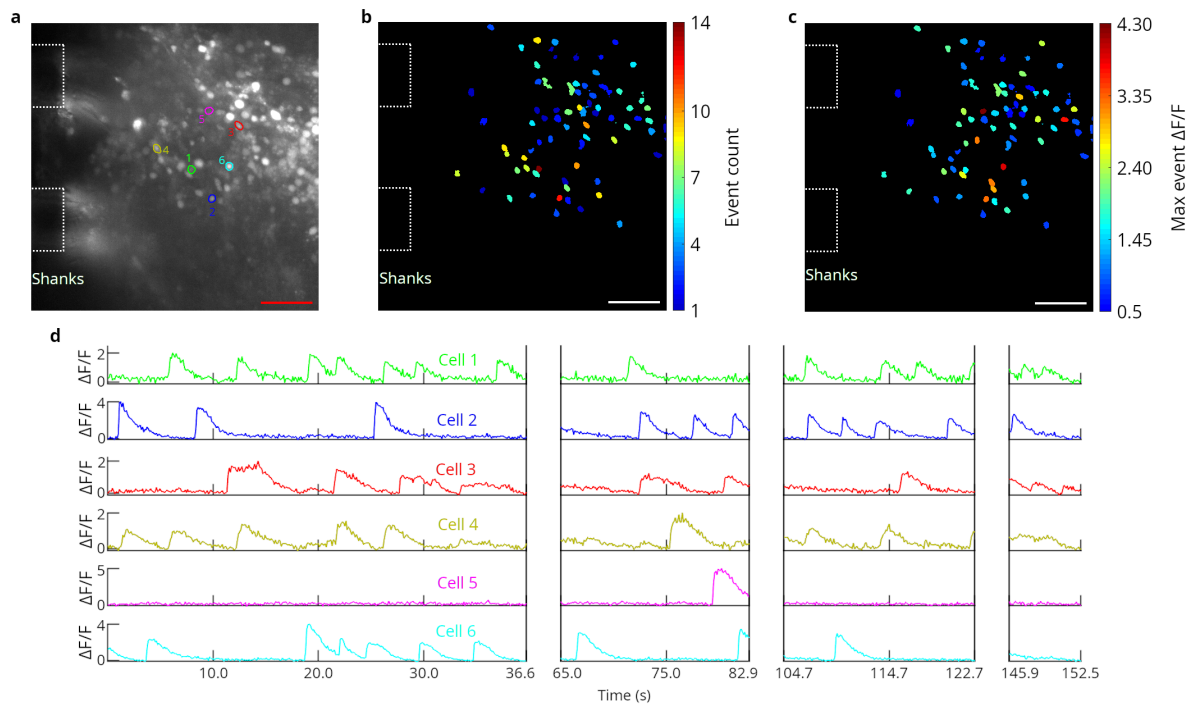 a
b
c
1
2
3
4
5
6
Shanks
Shanks
14
10
7
4
1
Event count
Shanks
4.30
3.35
2.40
1.45
0.5
Max event ΔF/F
d
ΔF/F
2
0
Cell 1
ΔF/F
4
0
Cell 2
ΔF/F
2
0
Cell 3
ΔF/F
2
0
Cell 4
ΔF/F
5
0
Cell 5
ΔF/F
4
0
Cell 6
10.0 20.0 30.0 36.6 65.0 75.0 82.9 104.7 114.7 122.7 145.9 152.5
Time (s)